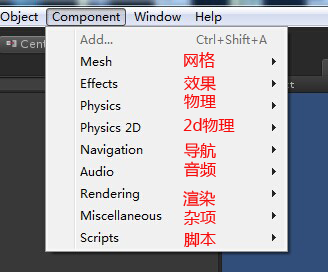 Object Component Window Help
Cent
Add... Ctrl+Shift+A
Mesh 网格
Effects 效果
Physics 物理
Physics 2D 2d物理
Navigation 导航
Audio 音频
Rendering 渲染
Miscellaneous 杂项
Scripts 脚本